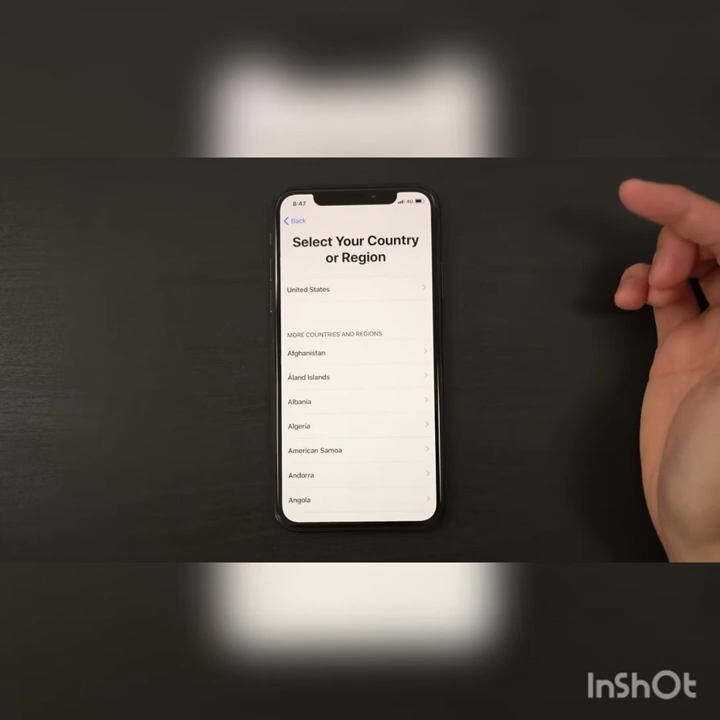 8:47
4G
Back
Select Your Country
or Region
United States
MORE COUNTRIES AND REGIONS
Afghanistan
Åland Islands
Albania
Algeria
American Samoa
Andorra
Angola
InShOt